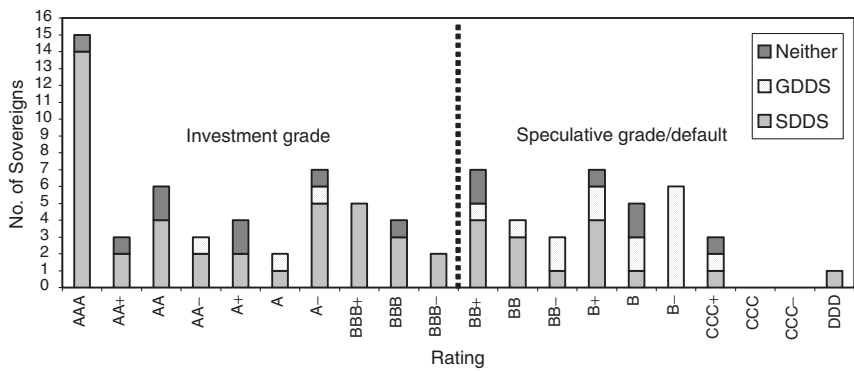 16
15
14
13
12
11
10
9
8
7
6
5
4
3
2
1
0
No. of Sovereigns
Investment grade
Speculative grade/default
Neither
GDDS
SDDS
AAA
AA+
AA
AA–
A+
A
A–
BBB+
BBB
BBB–
BB+
BB
BB–
B+
B
B–
CCC+
CCC
CCC–
DDD
Rating